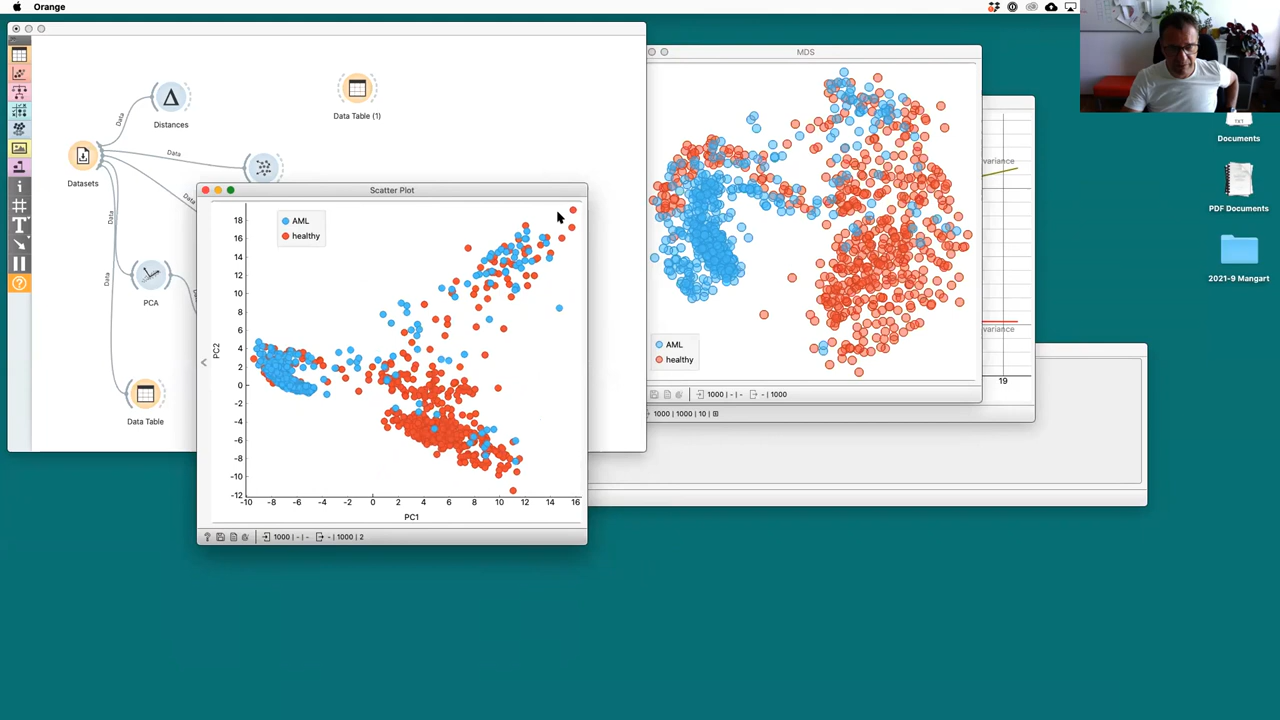 Orange
Data Table (1)
Distances
Data
Data
Datasets
Data
Data
Data
PCA
Data Table
Scatter Plot
AML
healthy
18
16
14
12
10
8
6
4
2
0
-2
-4
-6
-8
-10
-12
PC2
-10 -8 -6 -4 -2 0 2 4 6 8 10 12 14 16
PC1
1000 | - | - - | 1000 | 2
MDS
AML
healthy
1000 | - | - - | 1000
1000 | 1000 | 10 |
variance
variance
19
TXT
Documents
PDF Documents
2021-9 Mangart